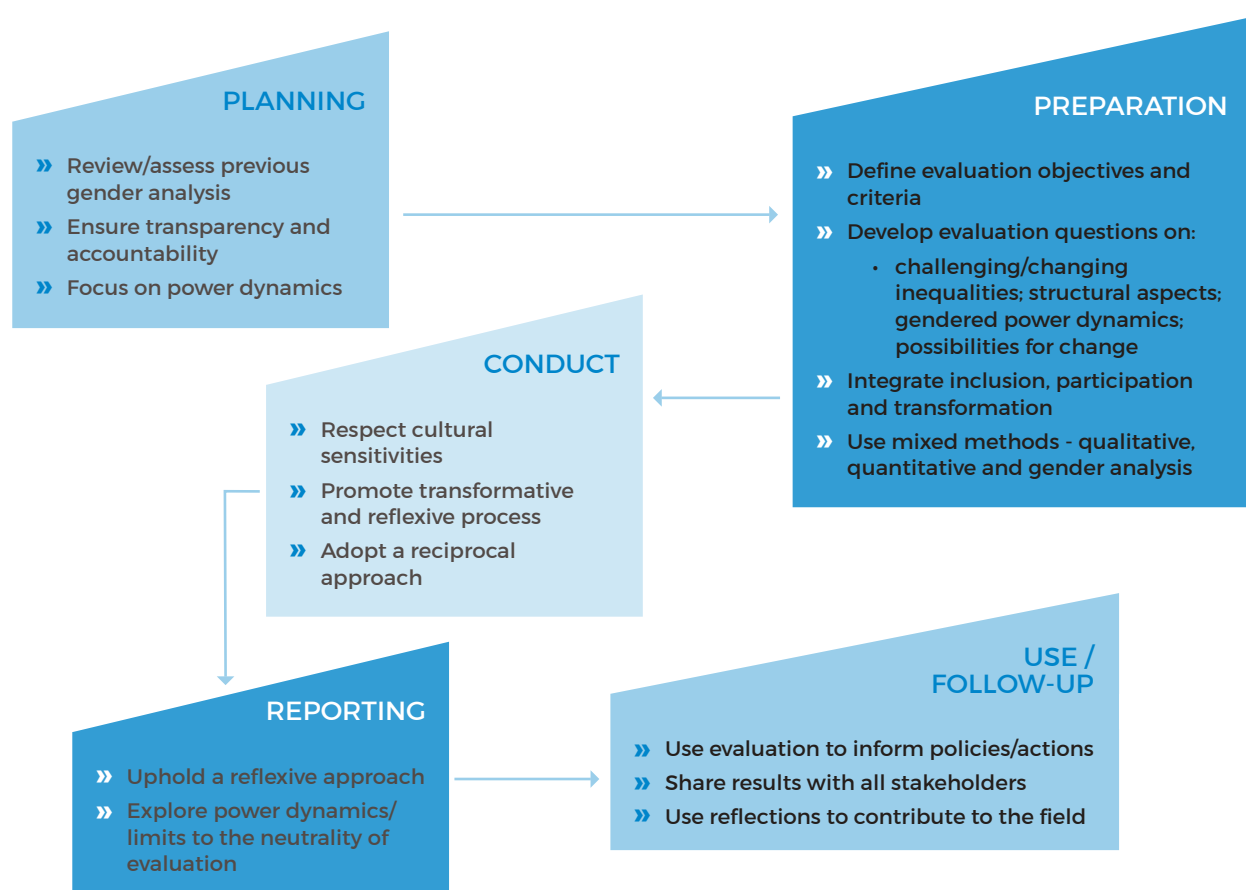 PLANNING
» Review/assess previous
gender analysis
» Ensure transparency and
accountability
» Focus on power dynamics
PREPARATION
» Define evaluation objectives and
criteria
» Develop evaluation questions on:
• challenging/changing
inequalities; structural aspects;
gendered power dynamics;
possibilities for change
» Integrate inclusion, participation
and transformation
» Use mixed methods - qualitative,
quantitative and gender analysis
CONDUCT
» Respect cultural
sensitivities
» Promote transformative
and reflexive process
» Adopt a reciprocal
approach
REPORTING
» Uphold a reflexive approach
» Explore power dynamics/
limits to the neutrality of
evaluation
USE /
FOLLOW-UP
» Use evaluation to inform policies/actions
» Share results with all stakeholders
» Use reflections to contribute to the field